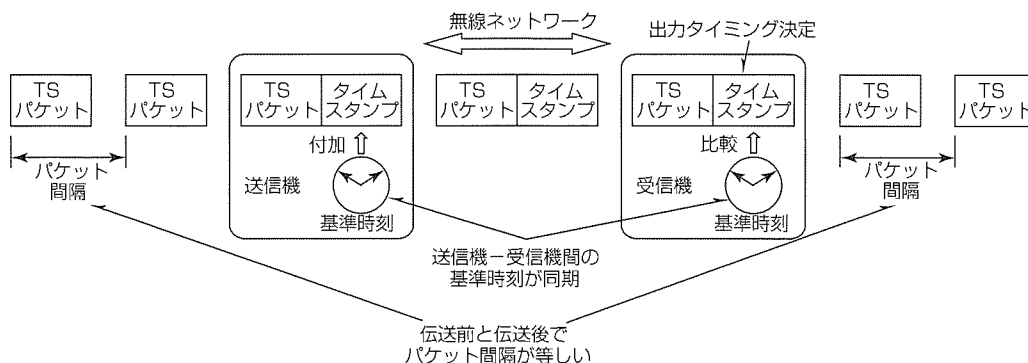 無線ネットワーク
出力タイミング決定
TS
パケット
TS
パケット
TS
パケット
タイム
スタンプ
TS
パケット
タイム
スタンプ
TS
パケット
タイム
スタンプ
TS
パケット
TS
パケット
パケット
間隔
付加
送信機
基準時刻
比較
受信機
基準時刻
パケット
間隔
送信機－受信機間の
基準時刻が同期
伝送前と伝送後で
パケット間隔が等しい